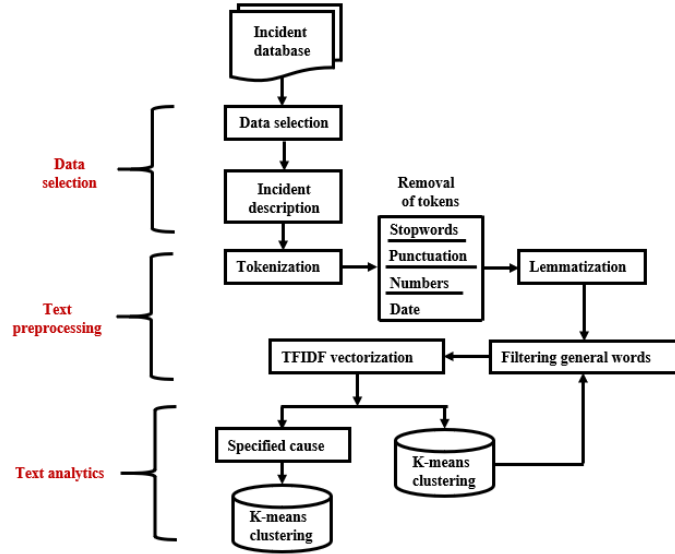 Incident
database
Data selection
Data
selection
Incident
description
Removal
of tokens
Stopwords
Punctuation
Numbers
Date
Tokenization
Lemmatization
Text
preprocessing
TFIDF vectorization
Filtering general words
Specified cause
K-means
clustering
Text analytics
K-means
clustering